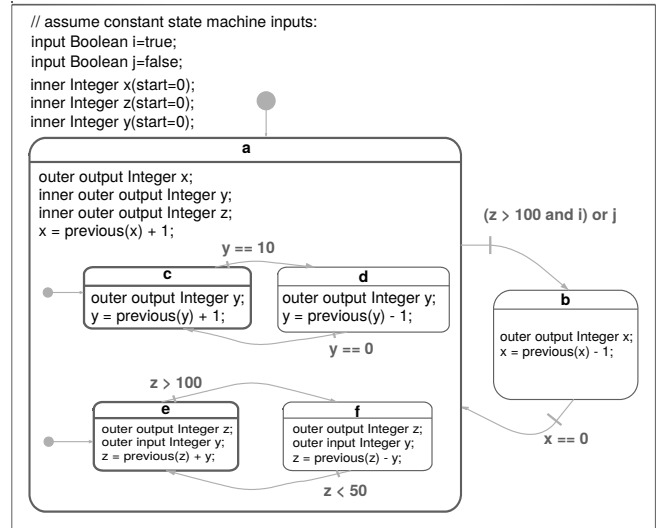 // assume constant state machine inputs:
input Boolean i=true;
input Boolean j=false;
inner Integer x(start=0);
inner Integer z(start=0);
inner Integer y(start=0);
a
outer output Integer x;
inner outer output Integer y;
inner outer output Integer z;
x = previous(x) + 1;
(z > 100 and i) or j
y == 10
c
outer output Integer y;
y = previous(y) + 1;
d
outer output Integer y;
y = previous(y) - 1;
y == 0
b
outer output Integer x;
x = previous(x) - 1;
z > 100
e
outer output Integer z;
outer input Integer y;
z = previous(z) + y;
f
outer output Integer z;
outer input Integer y;
z = previous(z) - y;
z < 50
x == 0